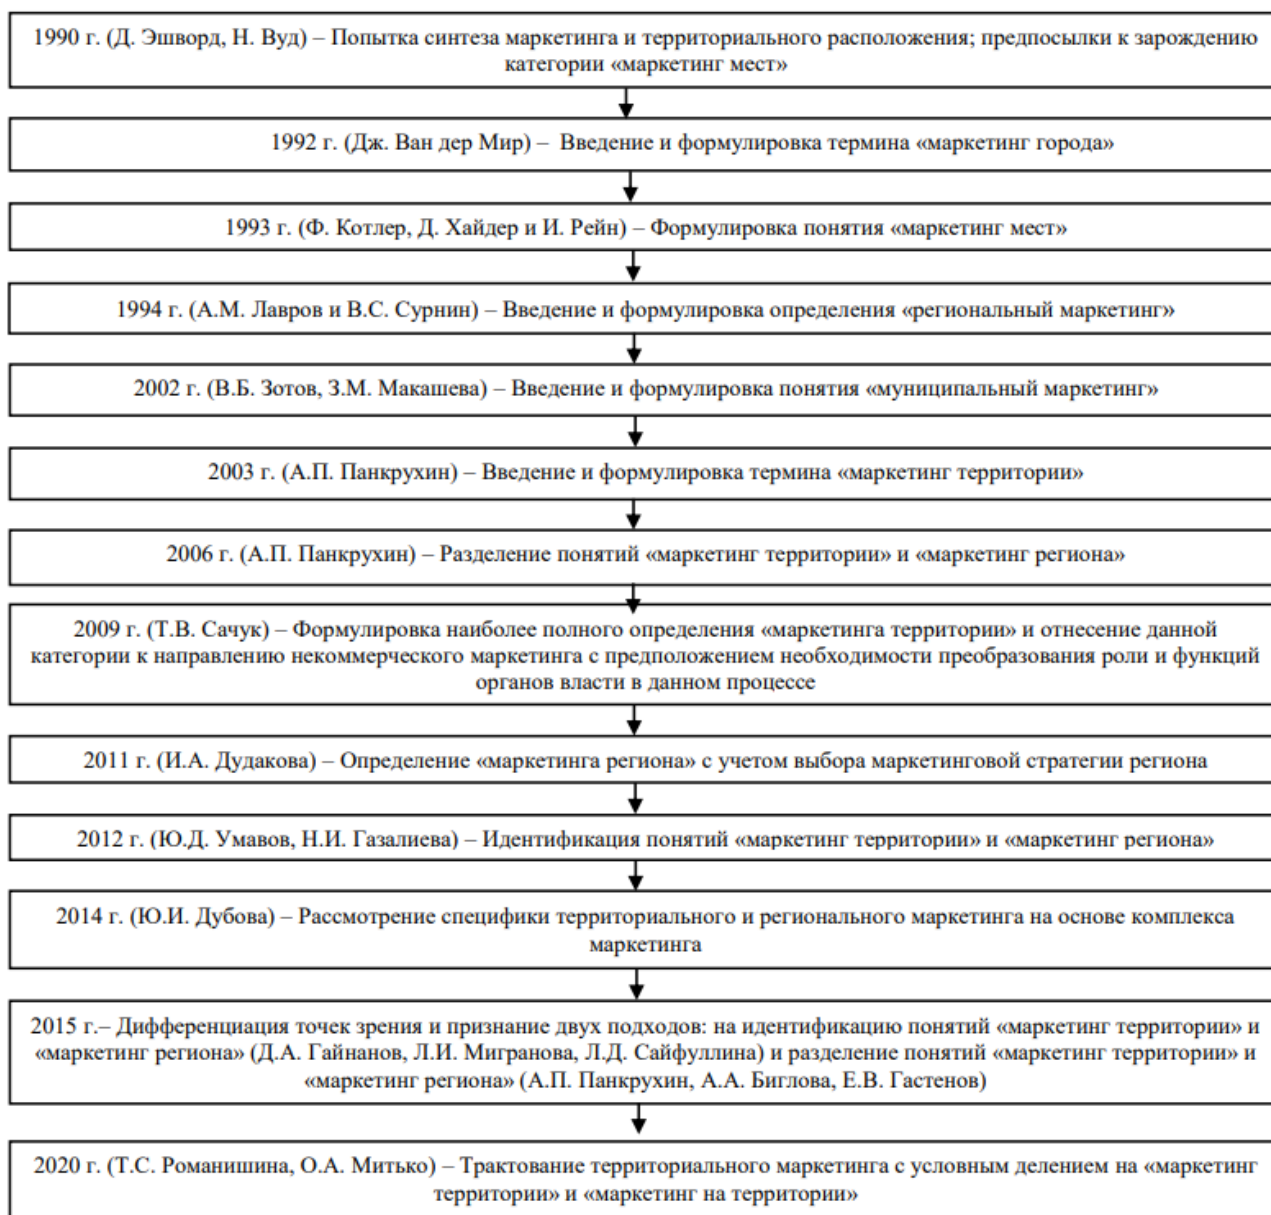 1990 г. (Д. Эшворд, Н. Вуд) – Попытка синтеза маркетинга и территориального расположения; предпосылки к зарождению
категории «маркетинг мест»
1992 г. (Дж. Ван дер Мир) – Введение и формулировка термина «маркетинг города»
1993 г. (Ф. Котлер, Д. Хайдер и И. Рейн) – Формулировка понятия «маркетинг мест»
1994 г. (А.М. Лавров и В.С. Сурнин) – Введение и формулировка определения «региональный маркетинг»
2002 г. (В.Б. Зотов, З.М. Макашева) – Введение и формулировка понятия «муниципальный маркетинг»
2003 г. (А.П. Панкрухин) – Введение и формулировка термина «маркетинг территории»
2006 г. (А.П. Панкрухин) – Разделение понятий «маркетинг территории» и «маркетинг региона»
2009 г. (Т.В. Сачук) – Формулировка наиболее полного определения «маркетинга территории» и отнесение данной
категории к направлению некоммерческого маркетинга с предположением необходимости преобразования роли и функций
органов власти в данном процессе
2011 г. (И.А. Дудакова) – Определение «маркетинга региона» с учетом выбора маркетинговой стратегии региона
2012 г. (Ю.Д. Умавов, Н.И. Газалиева) – Идентификация понятий «маркетинг территории» и «маркетинг региона»
2014 г. (Ю.И. Дубова) – Рассмотрение специфики территориального и регионального маркетинга на основе комплекса
маркетинга
2015 г.– Дифференциация точек зрения и признание двух подходов: на идентификацию понятий «маркетинг территории» и
«маркетинг региона» (Д.А. Гайнанов, Л.И. Мигранова, Л.Д. Сайфуллина) и разделение понятий «маркетинг территории» и
«маркетинг региона» (А.П. Панкрухин, А.А. Биглова, Е.В. Гастенов)
2020 г. (Т.С. Романишина, О.А. Митько) – Трактование территориального маркетинга с условным делением на «маркетинг
территории» и «маркетинг на территории»